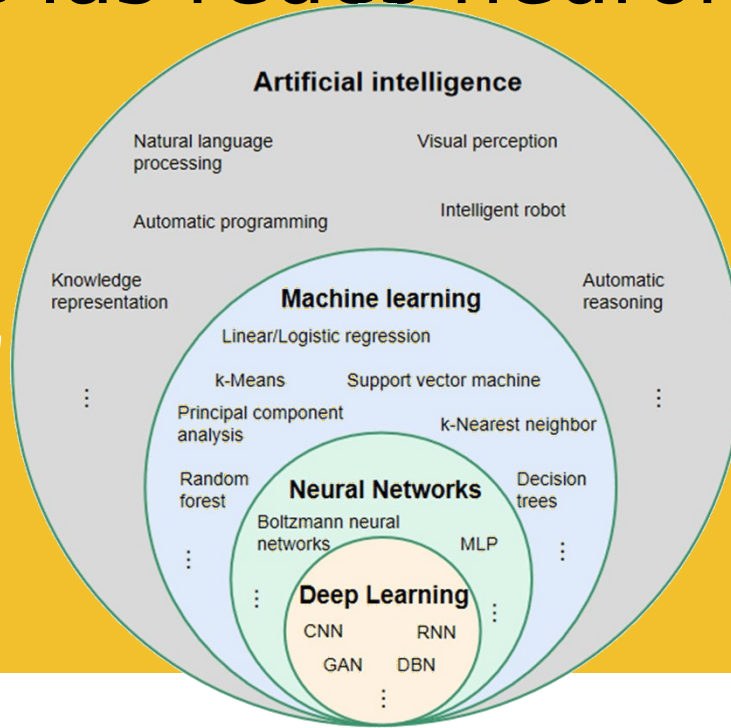 Artificial intelligence
Natural language
processing
Visual perception
Automatic programming
Intelligent robot
Knowledge
representation
Automatic
reasoning
Machine learning
Linear/Logistic regression
k-Means
Support vector machine
Principal component
analysis
k-Nearest neighbor
Random
forest
Decision
trees
Neural Networks
Boltzmann neural
networks
MLP
Deep Learning
CNN
RNN
GAN
DBN